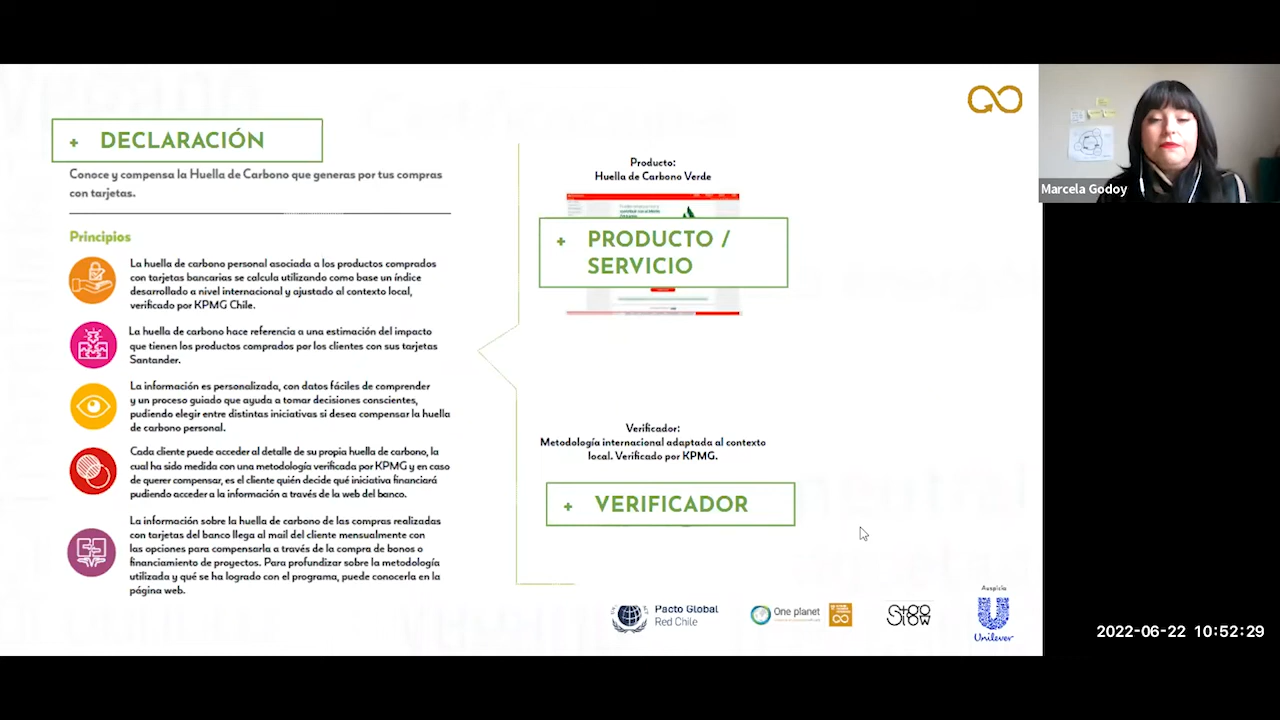 + DECLARACIÓN
Conoce y compensa la Huella de Carbono que generas por tus compras
con tarjetas.
Principios
La huella de carbono personal asociada a los productos comprados
con tarjetas bancarias se calcula utilizando como base un índice
desarrollado a nivel internacional y ajustado al contexto local,
verificado por KPMG Chile.
La huella de carbono hace referencia a una estimación del impacto
que tienen los productos comprados por los clientes con sus tarjetas
Santander.
La información es personalizada, con datos fáciles de comprender
y un proceso guiado que ayuda a tomar decisiones conscientes,
pudiendo elegir entre distintas iniciativas si desea compensar la huella
de carbono personal.
Cada cliente puede acceder al detalle de su propia huella de carbono, la
cual ha sido medida con una metodología verificada por KPMG y en caso
de querer compensar, es el cliente quién decide qué iniciativa financiará
pudiendo acceder a la información a través de la web del banco.
La información sobre la huella de carbono de las compras realizadas
con tarjetas del banco llega al mail del cliente mensualmente con
las opciones para compensarla a través de la compra de bonos o
financiamiento de proyectos. Para profundizar sobre la metodología
utilizada y qué se ha logrado con el programa, puede conocerla en la
página web.
Producto:
Huella de Carbono Verde
+ PRODUCTO /
SERVICIO
Verificador:
Metodología internacional adaptada al contexto
local. Verificado por KPMG.
+ VERIFICADOR
Pacto Global
Red Chile
One planet
Auspicia
Unilever
Marcela Godoy
2022-06-22 10:52:29